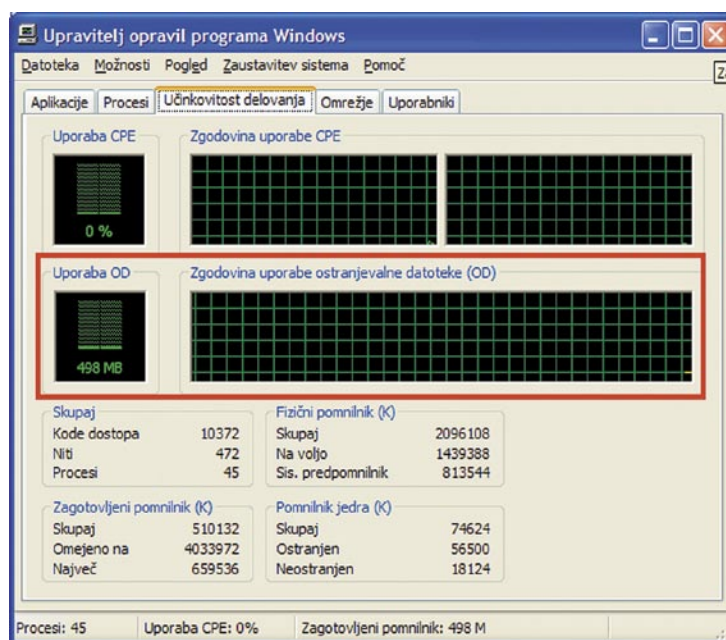 Upravitelj opravil programa Windows
Datoteka Možnosti Pogled Zaustavitev sistema Pomoč
Aplikacije Procesi Učinkovitost delovanja Omrežje Uporabniki
Uporaba CPE Zgodovina uporabe CPE
0 %
Uporaba OD Zgodovina uporabe ostranjevalne datoteke (OD)
498 MB
Skupaj
Kode dostopa 10372
Niti 472
Procesi 45
Fizični pomnilnik (K)
Skupaj 2096108
Na voljo 1439388
Sis. predpomnilnik 813544
Zagotovljeni pomnilnik (K)
Skupaj 510132
Omejeno na 4033972
Največ 659536
Pomnilnik jedra (K)
Skupaj 74624
Ostranjen 56500
Neostranjen 18124
Procesi: 45 Uporaba CPE: 0% Zagotovljeni pomnilnik: 498 M